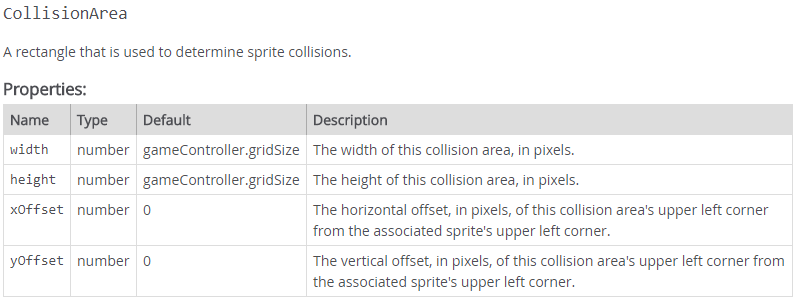 CollisionArea
A rectangle that is used to determine sprite collisions.
Properties:
Name Type Default Description
width number gameController.gridSize The width of this collision area, in pixels.
height number gameController.gridSize The height of this collision area, in pixels.
xOffset number 0 The horizontal offset, in pixels, of this collision area's upper left corner
from the associated sprite's upper left corner.
yOffset number 0 The vertical offset, in pixels, of this collision area's upper left corner from
the associated sprite's upper left corner.